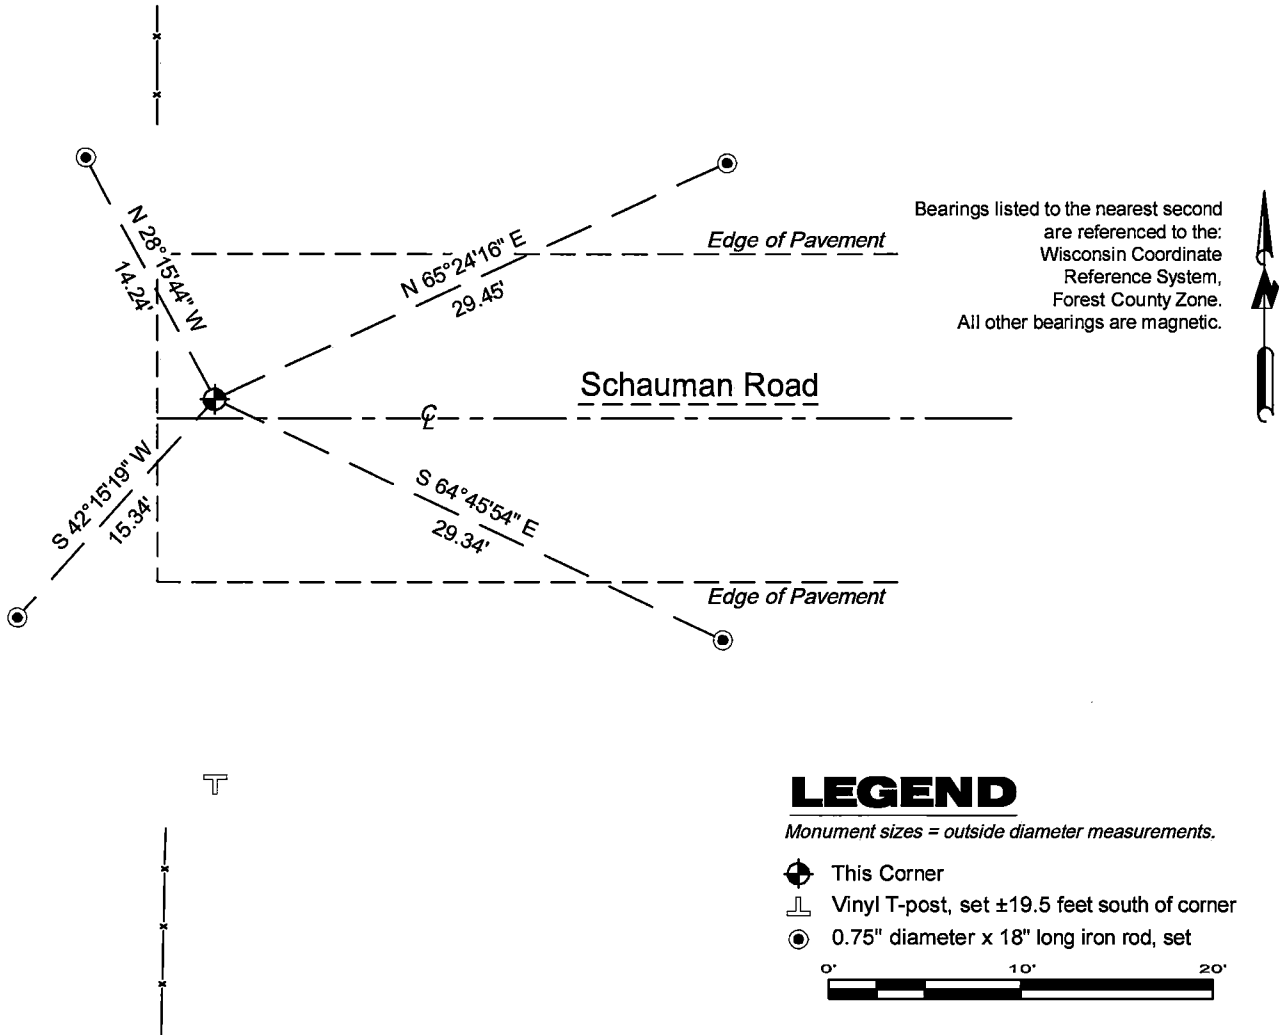 Bearings listed to the nearest second
are referenced to the:
Wisconsin Coordinate
Reference System,
Forest County Zone.
All other bearings are magnetic.
N 28°15'44" W
14.24'
N 65°24'16" E
29.45'
Edge of Pavement
Schauman Road
℄
S 42°15'19" W
15.34'
S 64°45'54" E
29.34'
Edge of Pavement
LEGEND
Monument sizes = outside diameter measurements.
This Corner
Vinyl T-post, set ±19.5 feet south of corner
0.75" diameter x 18" long iron rod, set
0' 10' 20'